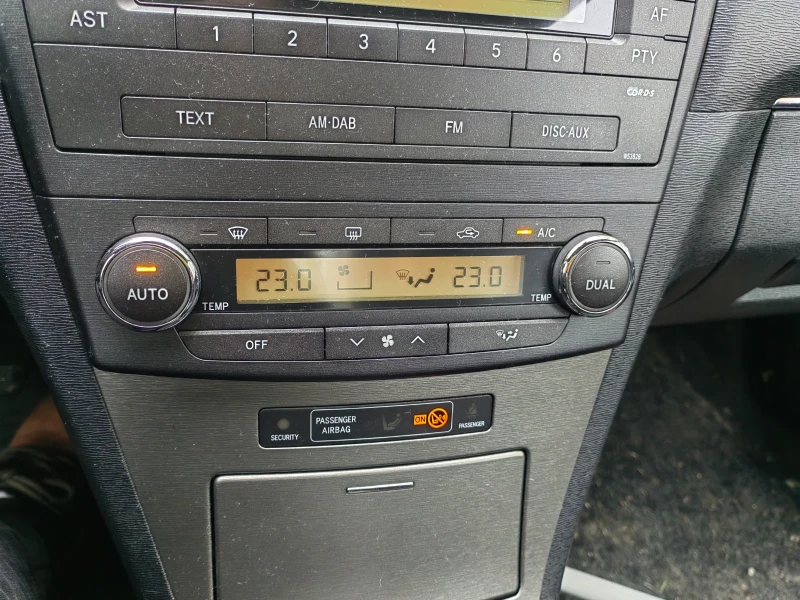 AST 1 2 3 4 5 6 AF
PTY
R·D·S
TEXT AM·DAB FM DISC·AUX
W53828
A/C
AUTO 23.0 23.0 DUAL
TEMP TEMP
OFF
SECURITY
PASSENGER
AIRBAG
ON
PASSENGER